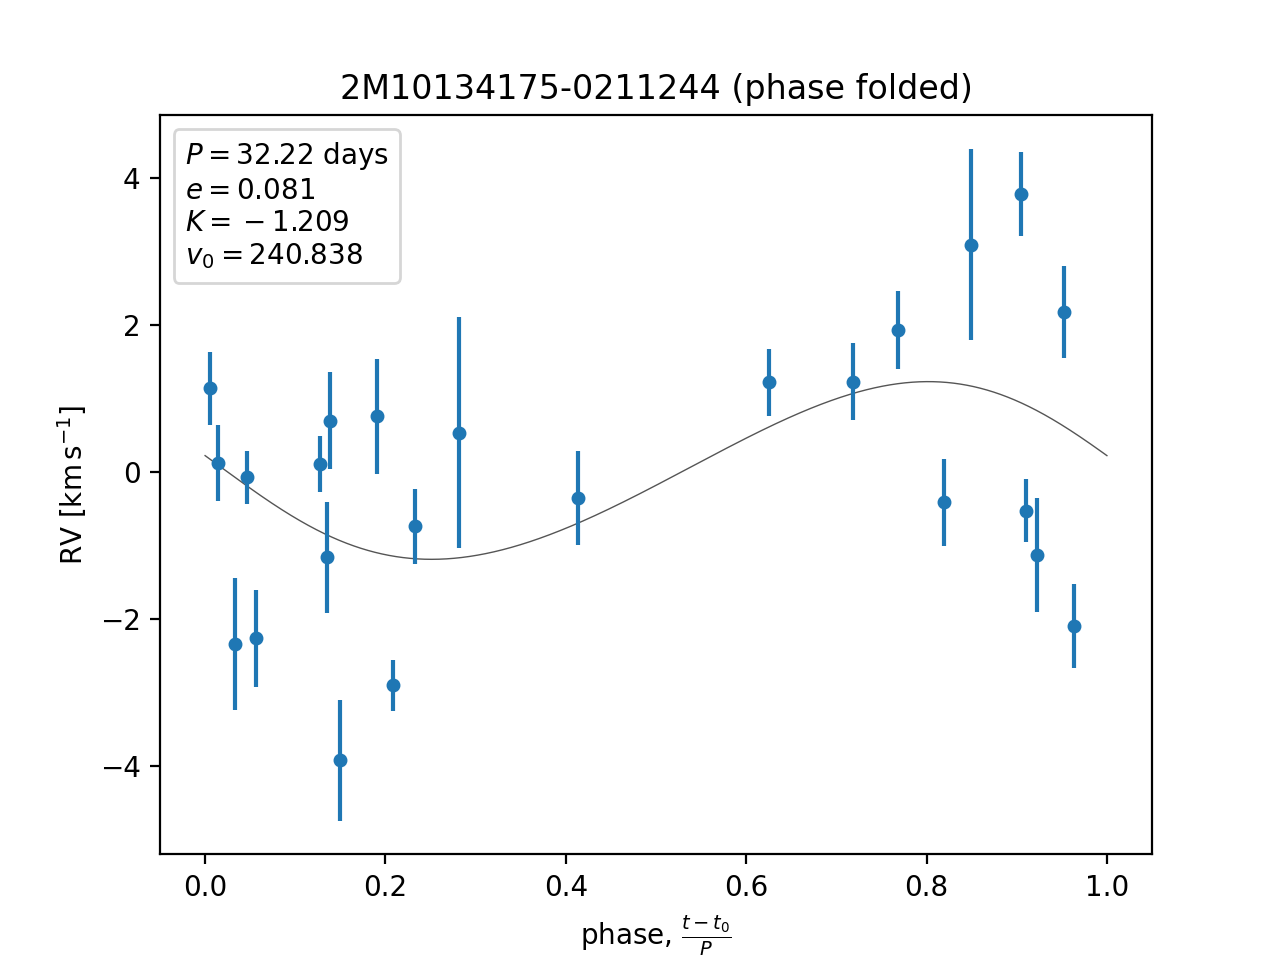 2M10134175-0211244 (phase folded)
P = 32.22 days
e = 0.081
K = −1.209
v₀ = 240.838
4
2
0
−2
−4
RV [km s⁻¹]
0.0 0.2 0.4 0.6 0.8 1.0
phase, (t − t₀)/P